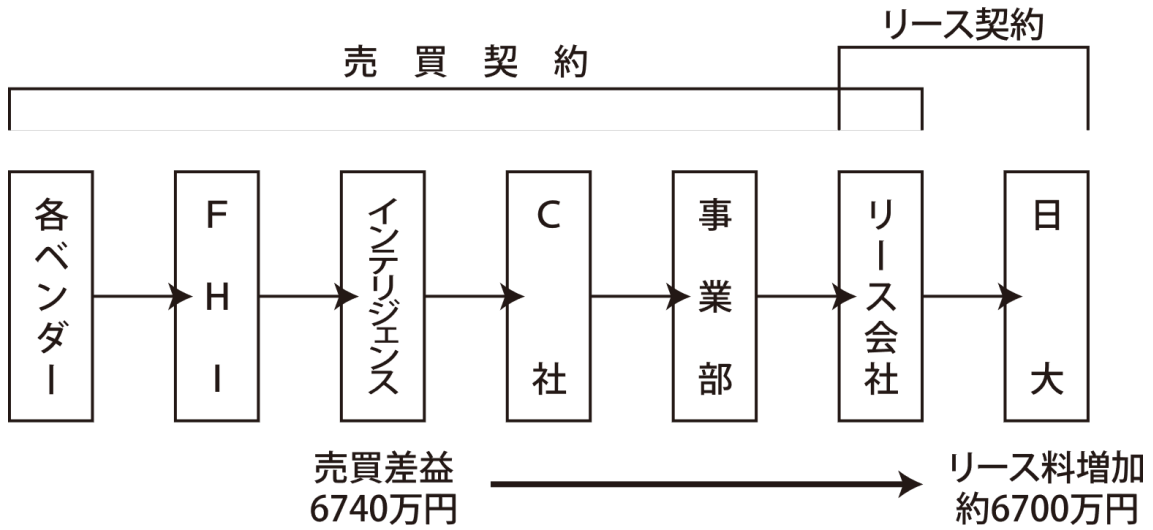 リース契約
売買契約
各ベンダー
FHI
インテリジェンス
C社
事業部
リース会社
日大
売買差益
6740万円
リース料増加
約6700万円